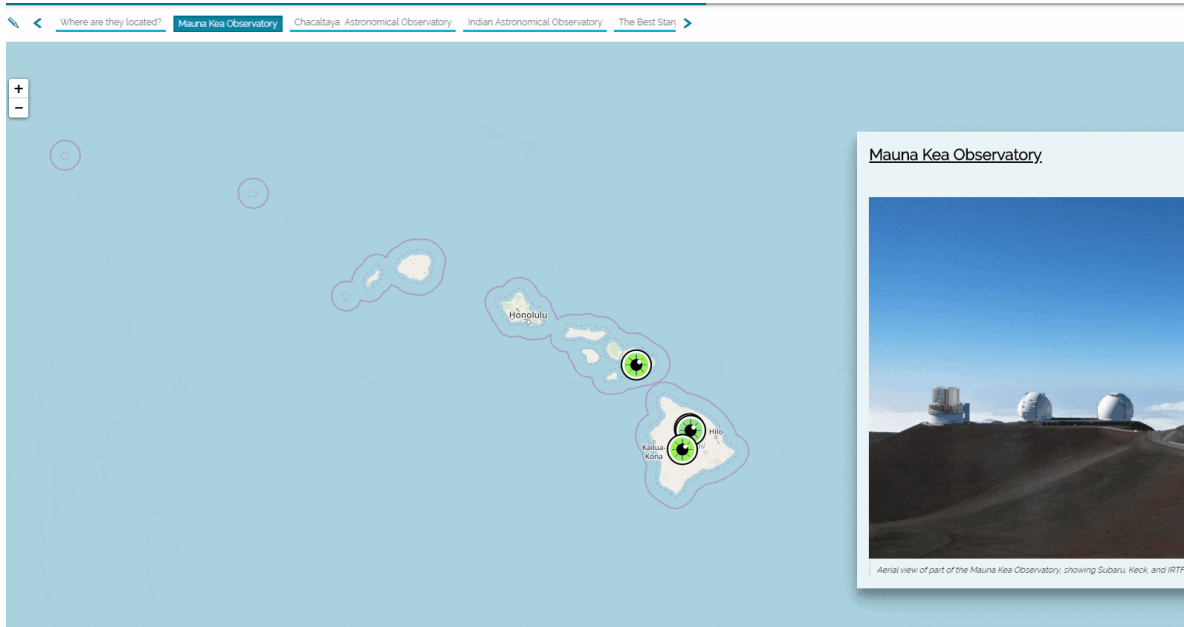 Where are they located? Mauna Kea Observatory Chacaltaya Astronomical Observatory Indian Astronomical Observatory The Best Star
+
−
Mauna Kea Observatory
Honolulu
Hilo
Kailua-
Kona
Aerial view of part of the Mauna Kea Observatory, showing Subaru, Keck, and IRTF